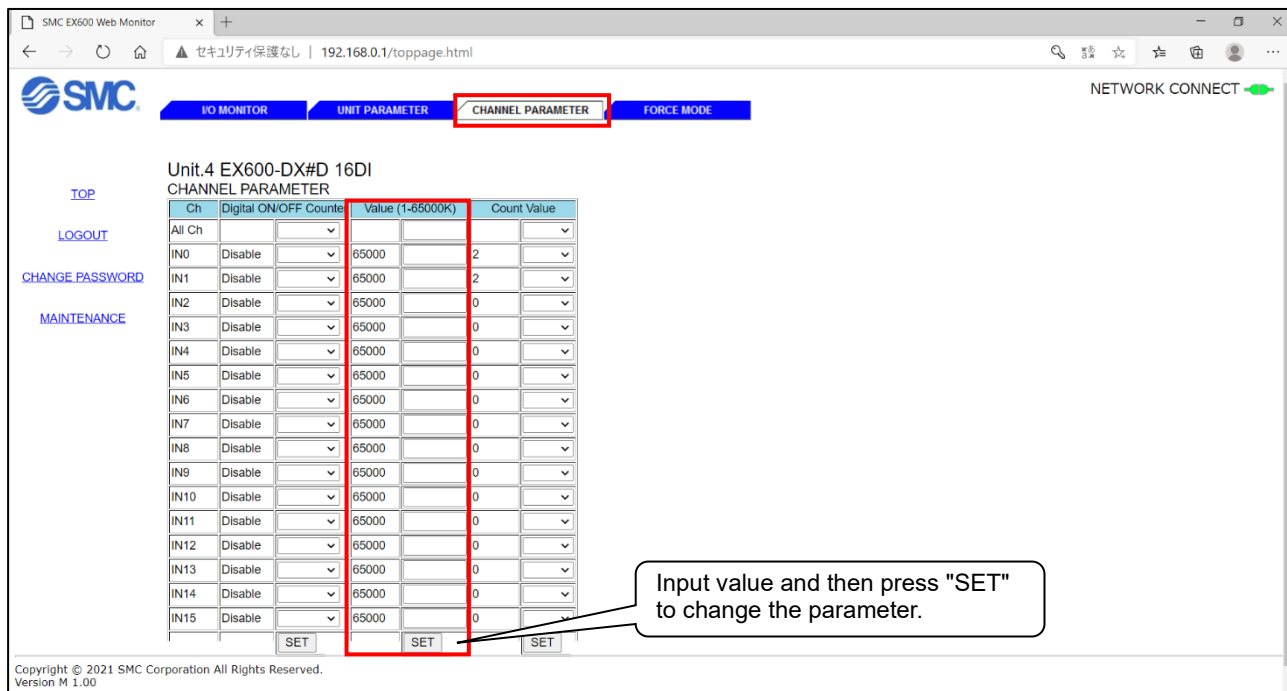 SMC EX600 Web Monitor
セキュリティ保護なし | 192.168.0.1/toppage.html
SMC.
NETWORK CONNECT
I/O MONITOR UNIT PARAMETER CHANNEL PARAMETER FORCE MODE
Unit.4 EX600-DX#D 16DI
CHANNEL PARAMETER
TOP
LOGOUT
CHANGE PASSWORD
MAINTENANCE
Ch Digital ON/OFF Counte Value (1-65000K) Count Value
All Ch
IN0 Disable 65000 2
IN1 Disable 65000 2
IN2 Disable 65000 0
IN3 Disable 65000 0
IN4 Disable 65000 0
IN5 Disable 65000 0
IN6 Disable 65000 0
IN7 Disable 65000 0
IN8 Disable 65000 0
IN9 Disable 65000 0
IN10 Disable 65000 0
IN11 Disable 65000 0
IN12 Disable 65000 0
IN13 Disable 65000 0
IN14 Disable 65000 0
IN15 Disable 65000 0
SET SET SET
Input value and then press "SET"
to change the parameter.
Copyright © 2021 SMC Corporation All Rights Reserved.
Version M 1.00